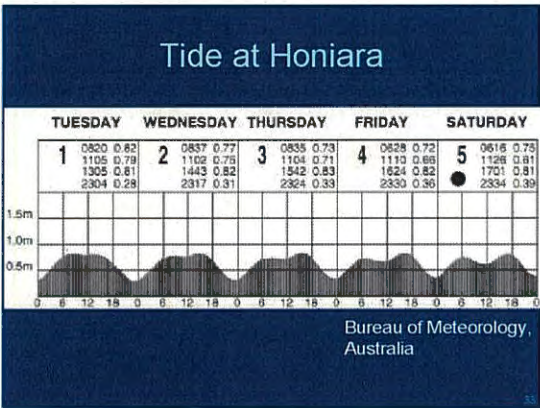 Tide at Honiara
TUESDAY WEDNESDAY THURSDAY FRIDAY SATURDAY
1 0820 0.82 2 0837 0.77 3 0835 0.73 4 0628 0.72 5 0616 0.75
1105 0.79 1102 0.75 1104 0.71 1110 0.66 1126 0.61
1305 0.81 1443 0.82 1542 0.83 1624 0.82 1701 0.81
2304 0.28 2317 0.31 2324 0.33 2330 0.36 2334 0.39
1.5m
1.0m
0.5m
0 6 12 18 0 6 12 18 0 6 12 18 0 6 12 18 0 6 12 18 0
Bureau of Meteorology,
Australia
33